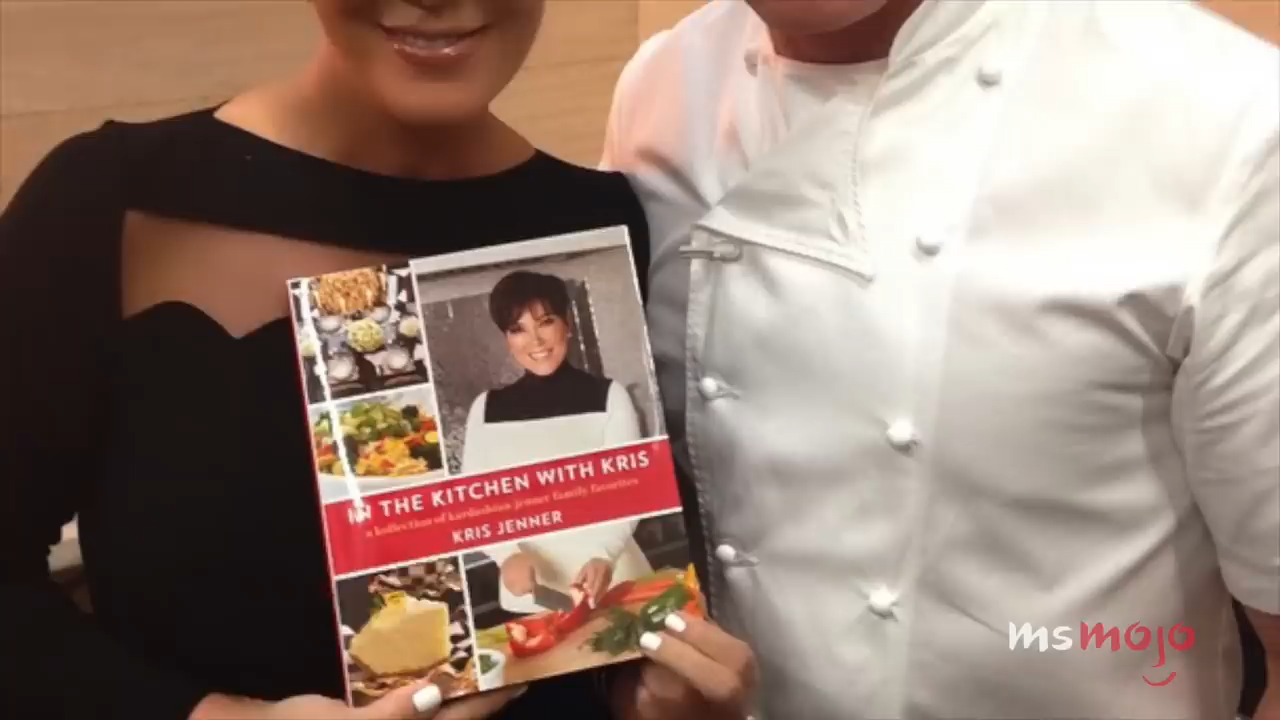 IN THE KITCHEN WITH KRIS
a kollection of kardashian-jenner family favorites
KRIS JENNER
msmojo